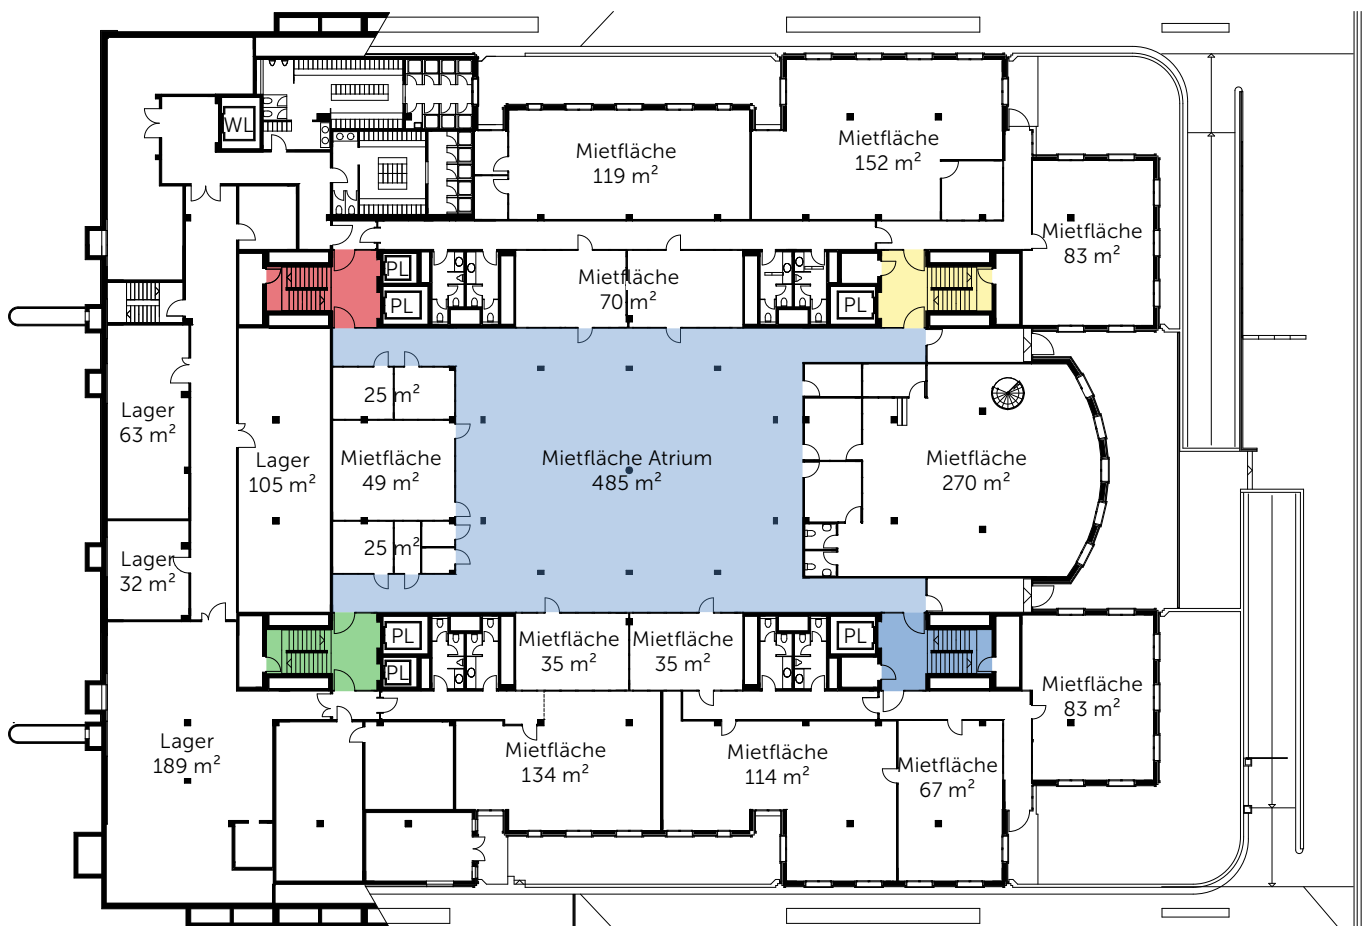 WL
Mietfläche
119 m²
Mietfläche
152 m²
Mietfläche
83 m²
PL
PL
Mietfläche
70 m²
PL
25 m²
Lager
63 m²
Lager
105 m²
Mietfläche
49 m²
Mietfläche Atrium
485 m²
Mietfläche
270 m²
25 m²
Lager
32 m²
PL
PL
Mietfläche
35 m²
Mietfläche
35 m²
PL
Mietfläche
83 m²
Lager
189 m²
Mietfläche
134 m²
Mietfläche
114 m²
Mietfläche
67 m²